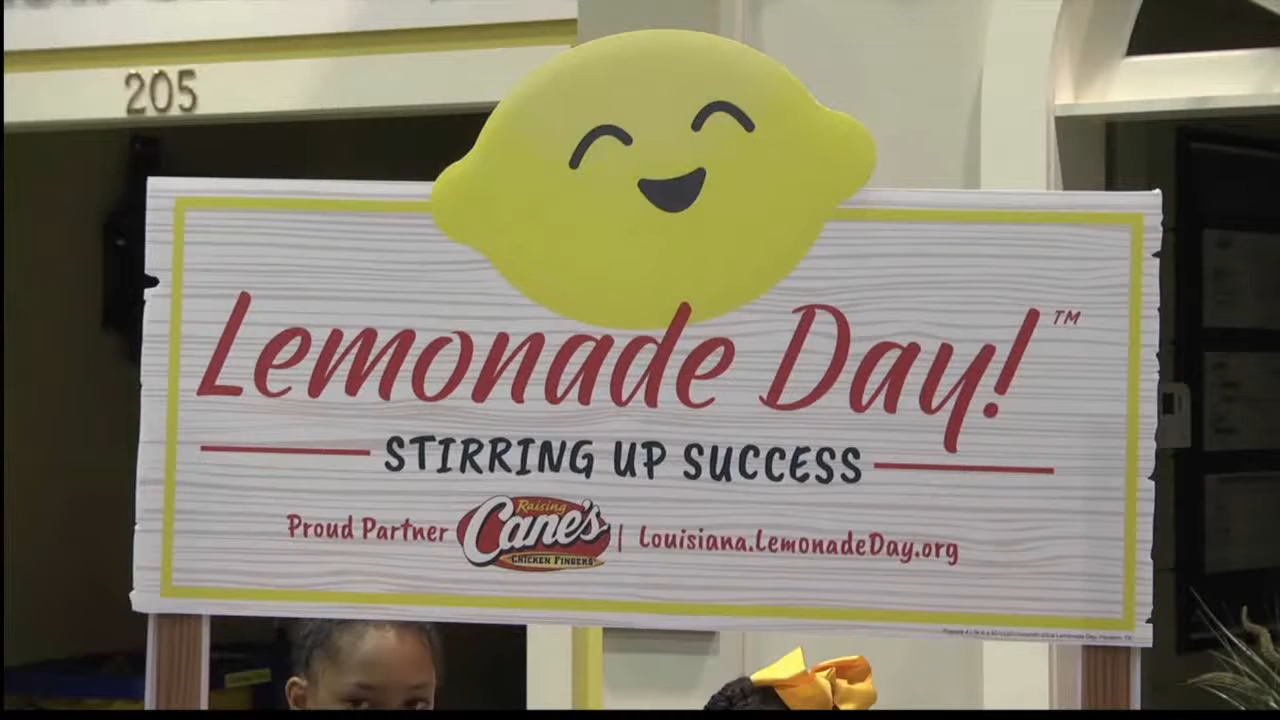 205
Lemonade Day!™
STIRRING UP SUCCESS
Proud Partner Raising Cane's CHICKEN FINGERS | Louisiana.LemonadeDay.org